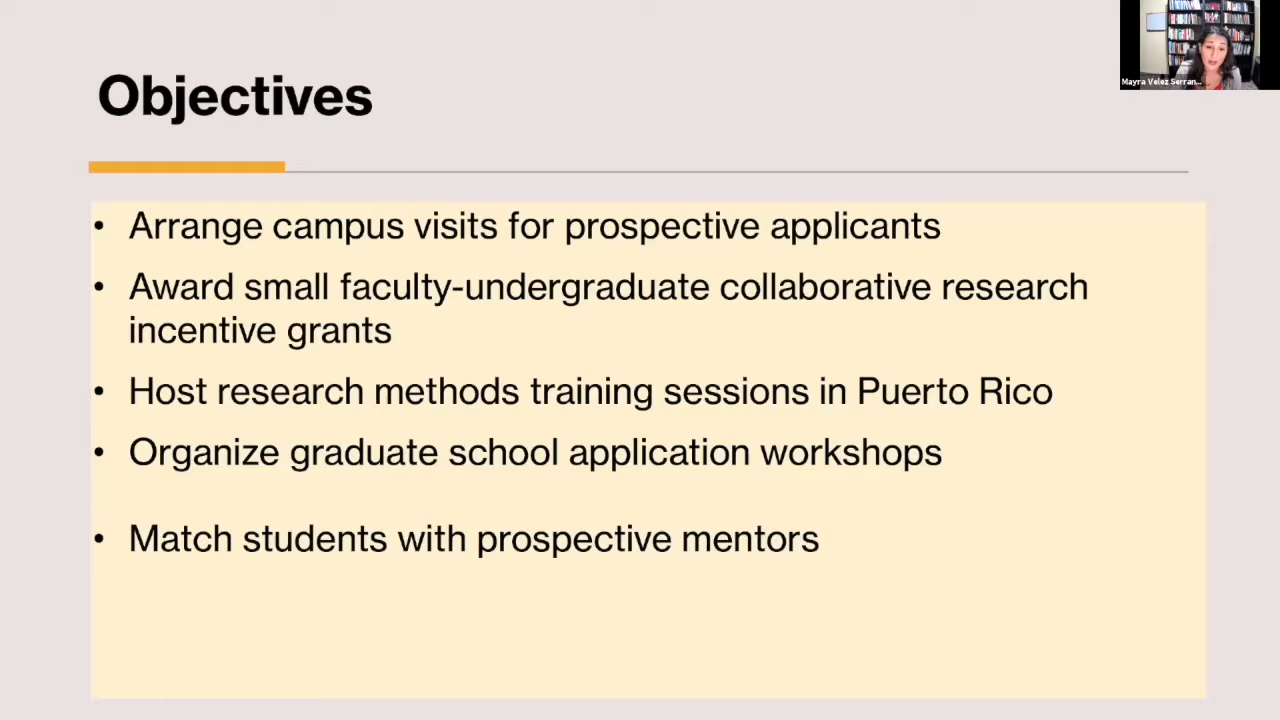 Objectives
Mayra Velez Serran...
• Arrange campus visits for prospective applicants
• Award small faculty-undergraduate collaborative research
incentive grants
• Host research methods training sessions in Puerto Rico
• Organize graduate school application workshops
• Match students with prospective mentors